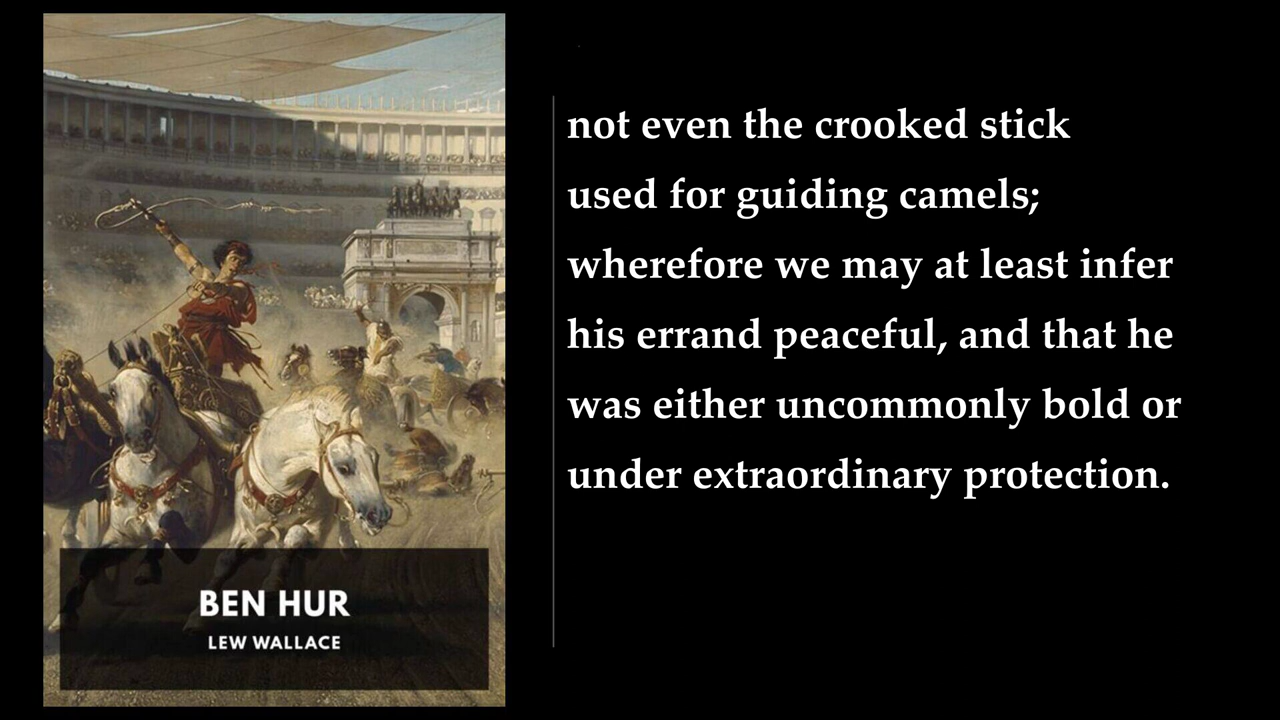 BEN HUR
LEW WALLACE
not even the crooked stick
used for guiding camels;
wherefore we may at least infer
his errand peaceful, and that he
was either uncommonly bold or
under extraordinary protection.